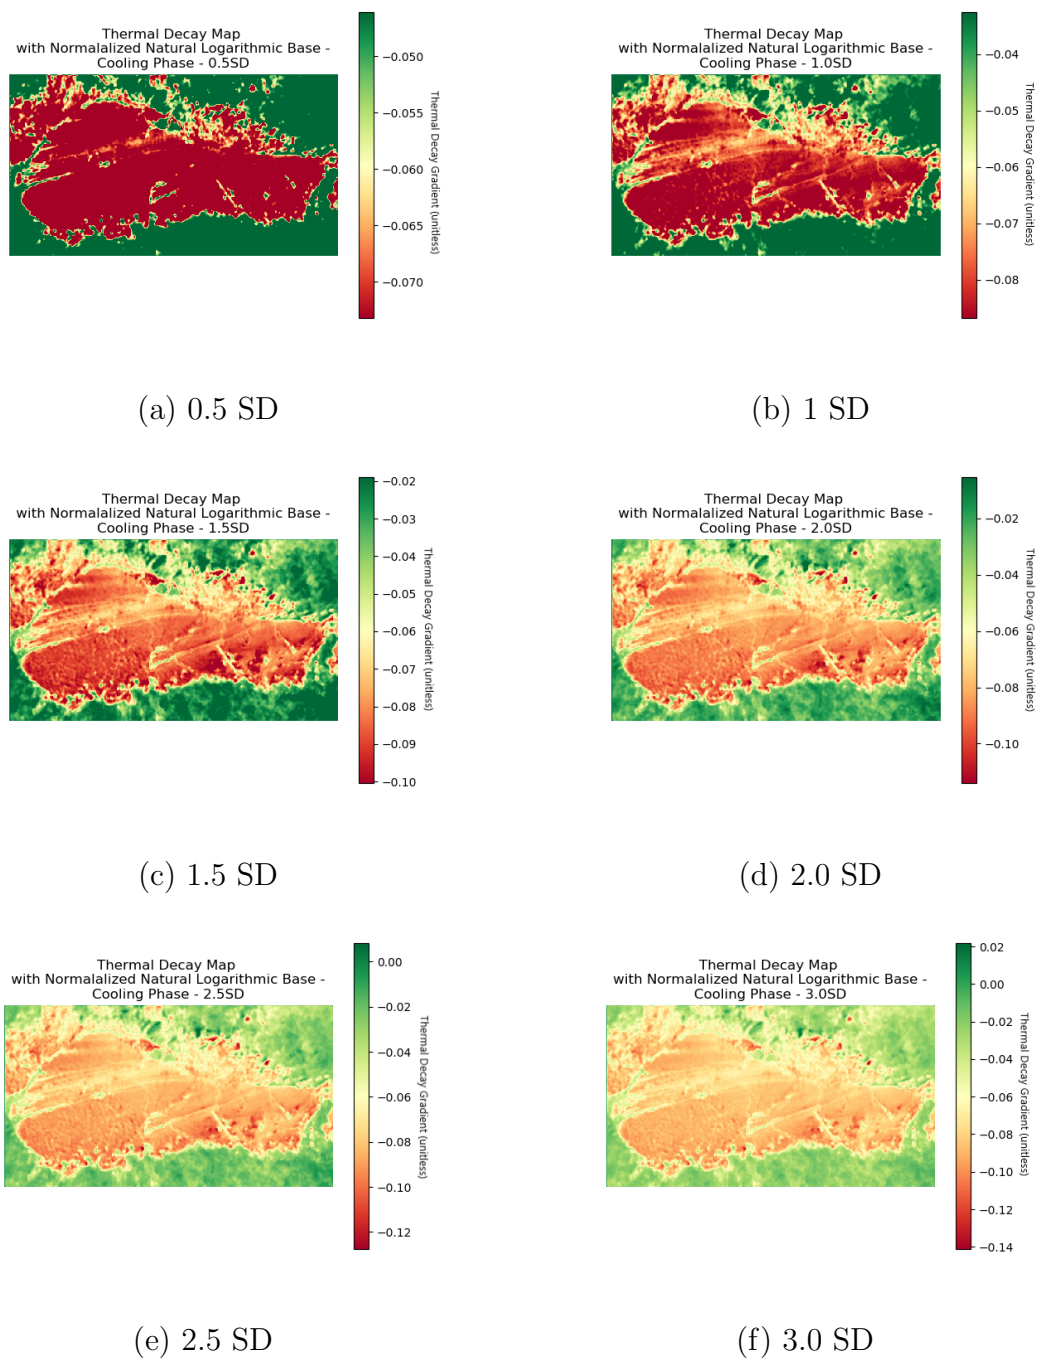 Thermal Decay Map
with Normalalized Natural Logarithmic Base -
Cooling Phase - 0.5SD
−0.050
−0.055
−0.060
−0.065
−0.070
Thermal Decay Gradient (unitless)
(a) 0.5 SD
Thermal Decay Map
with Normalalized Natural Logarithmic Base -
Cooling Phase - 1.0SD
−0.04
−0.05
−0.06
−0.07
−0.08
Thermal Decay Gradient (unitless)
(b) 1 SD
Thermal Decay Map
with Normalalized Natural Logarithmic Base -
Cooling Phase - 1.5SD
−0.02
−0.03
−0.04
−0.05
−0.06
−0.07
−0.08
−0.09
−0.10
Thermal Decay Gradient (unitless)
(c) 1.5 SD
Thermal Decay Map
with Normalalized Natural Logarithmic Base -
Cooling Phase - 2.0SD
−0.02
−0.04
−0.06
−0.08
−0.10
Thermal Decay Gradient (unitless)
(d) 2.0 SD
Thermal Decay Map
with Normalalized Natural Logarithmic Base -
Cooling Phase - 2.5SD
0.00
−0.02
−0.04
−0.06
−0.08
−0.10
−0.12
Thermal Decay Gradient (unitless)
(e) 2.5 SD
Thermal Decay Map
with Normalalized Natural Logarithmic Base -
Cooling Phase - 3.0SD
0.02
0.00
−0.02
−0.04
−0.06
−0.08
−0.10
−0.12
−0.14
Thermal Decay Gradient (unitless)
(f) 3.0 SD